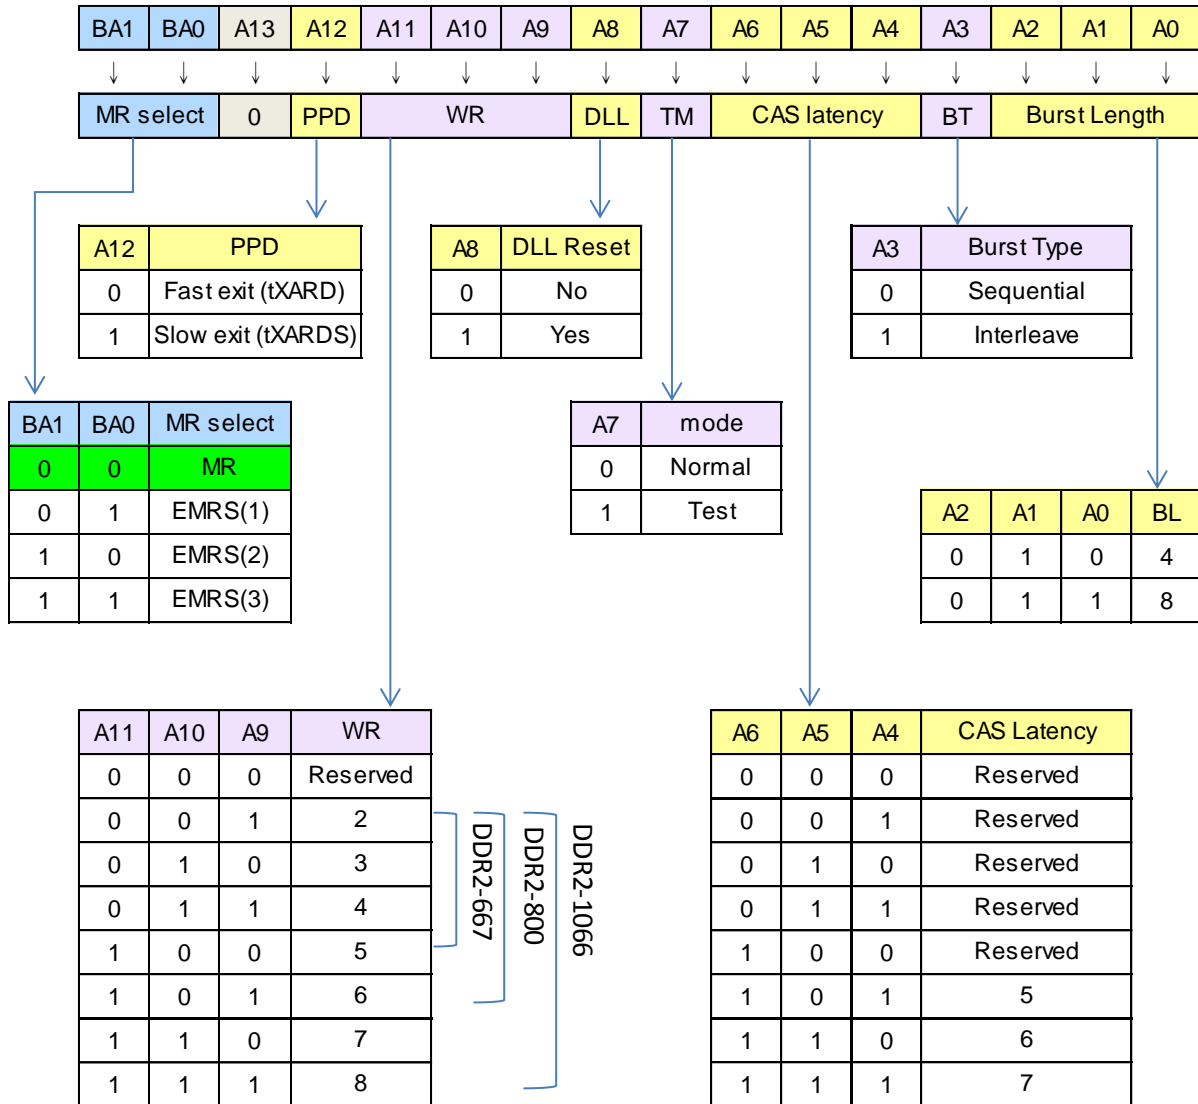 BA1 BA0 A13 A12 A11 A10 A9 A8 A7 A6 A5 A4 A3 A2 A1 A0
MR select 0 PPD WR DLL TM CAS latency BT Burst Length
A12 PPD
0 Fast exit (tXARD)
1 Slow exit (tXARDS)
A8 DLL Reset
0 No
1 Yes
A3 Burst Type
0 Sequential
1 Interleave
BA1 BA0 MR select
0 0 MR
0 1 EMRS(1)
1 0 EMRS(2)
1 1 EMRS(3)
A7 mode
0 Normal
1 Test
A2 A1 A0 BL
0 1 0 4
0 1 1 8
A11 A10 A9 WR
0 0 0 Reserved
0 0 1 2
0 1 0 3
0 1 1 4
1 0 0 5
1 0 1 6
1 1 0 7
1 1 1 8
DDR2-667
DDR2-800
DDR2-1066
A6 A5 A4 CAS Latency
0 0 0 Reserved
0 0 1 Reserved
0 1 0 Reserved
0 1 1 Reserved
1 0 0 Reserved
1 0 1 5
1 1 0 6
1 1 1 7